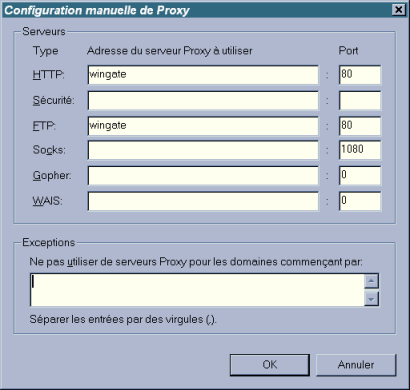 Configuration manuelle de Proxy
Serveurs
Type Adresse du serveur Proxy à utiliser Port
HTTP: wingate : 80
Sécurité: :
FTP: wingate : 80
Socks: : 1080
Gopher: : 0
WAIS: : 0
Exceptions
Ne pas utiliser de serveurs Proxy pour les domaines commençant par:
Séparer les entrées par des virgules (,).
OK Annuler